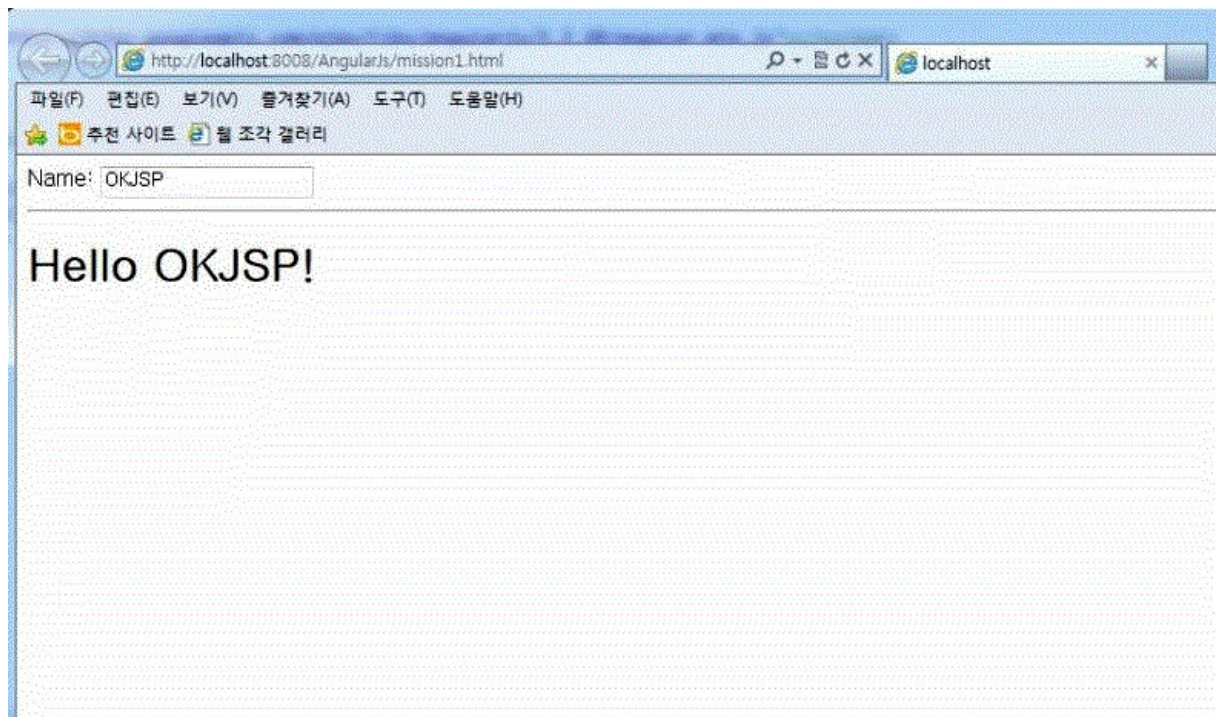 http://localhost:8008/AngularJs/mission1.html
localhost
파일(F) 편집(E) 보기(V) 즐겨찾기(A) 도구(T) 도움말(H)
추천 사이트 웹 조각 갤러리
Name: OKJSP
Hello OKJSP!